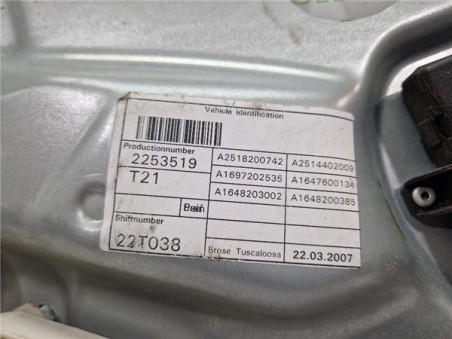 Vehicle identification
Productionnumber
2253519
T21
A2518200742 A2514402009
A1697202535 A1647600134
A1648203002 A1648200385
Shiftnumber
22T038
Brose Tuscaloosa 22.03.2007